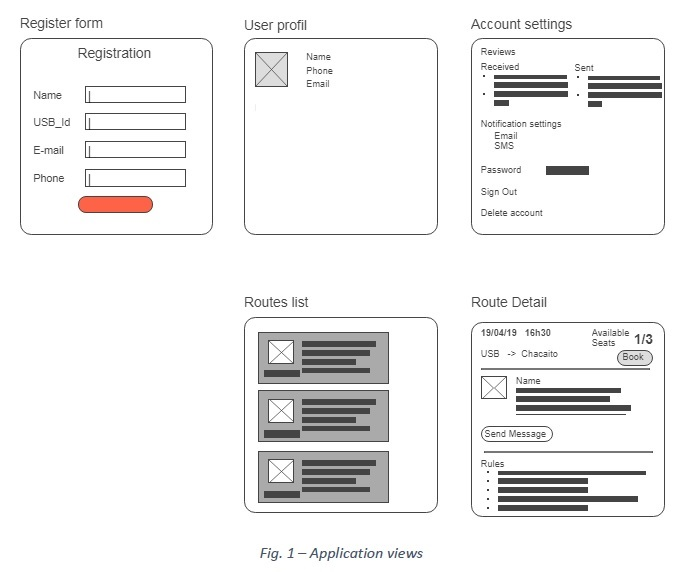 Register form
Registration
Name
USB_Id
E-mail
Phone
User profil
Name
Phone
Email
Account settings
Reviews
Received
Sent
Notification settings
Email
SMS
Password
Sign Out
Delete account
Routes list
Route Detail
19/04/19 16h30
Available
Seats
1/3
USB -> Chacaito
Book
Name
Send Message
Rules
Fig. 1 – Application views